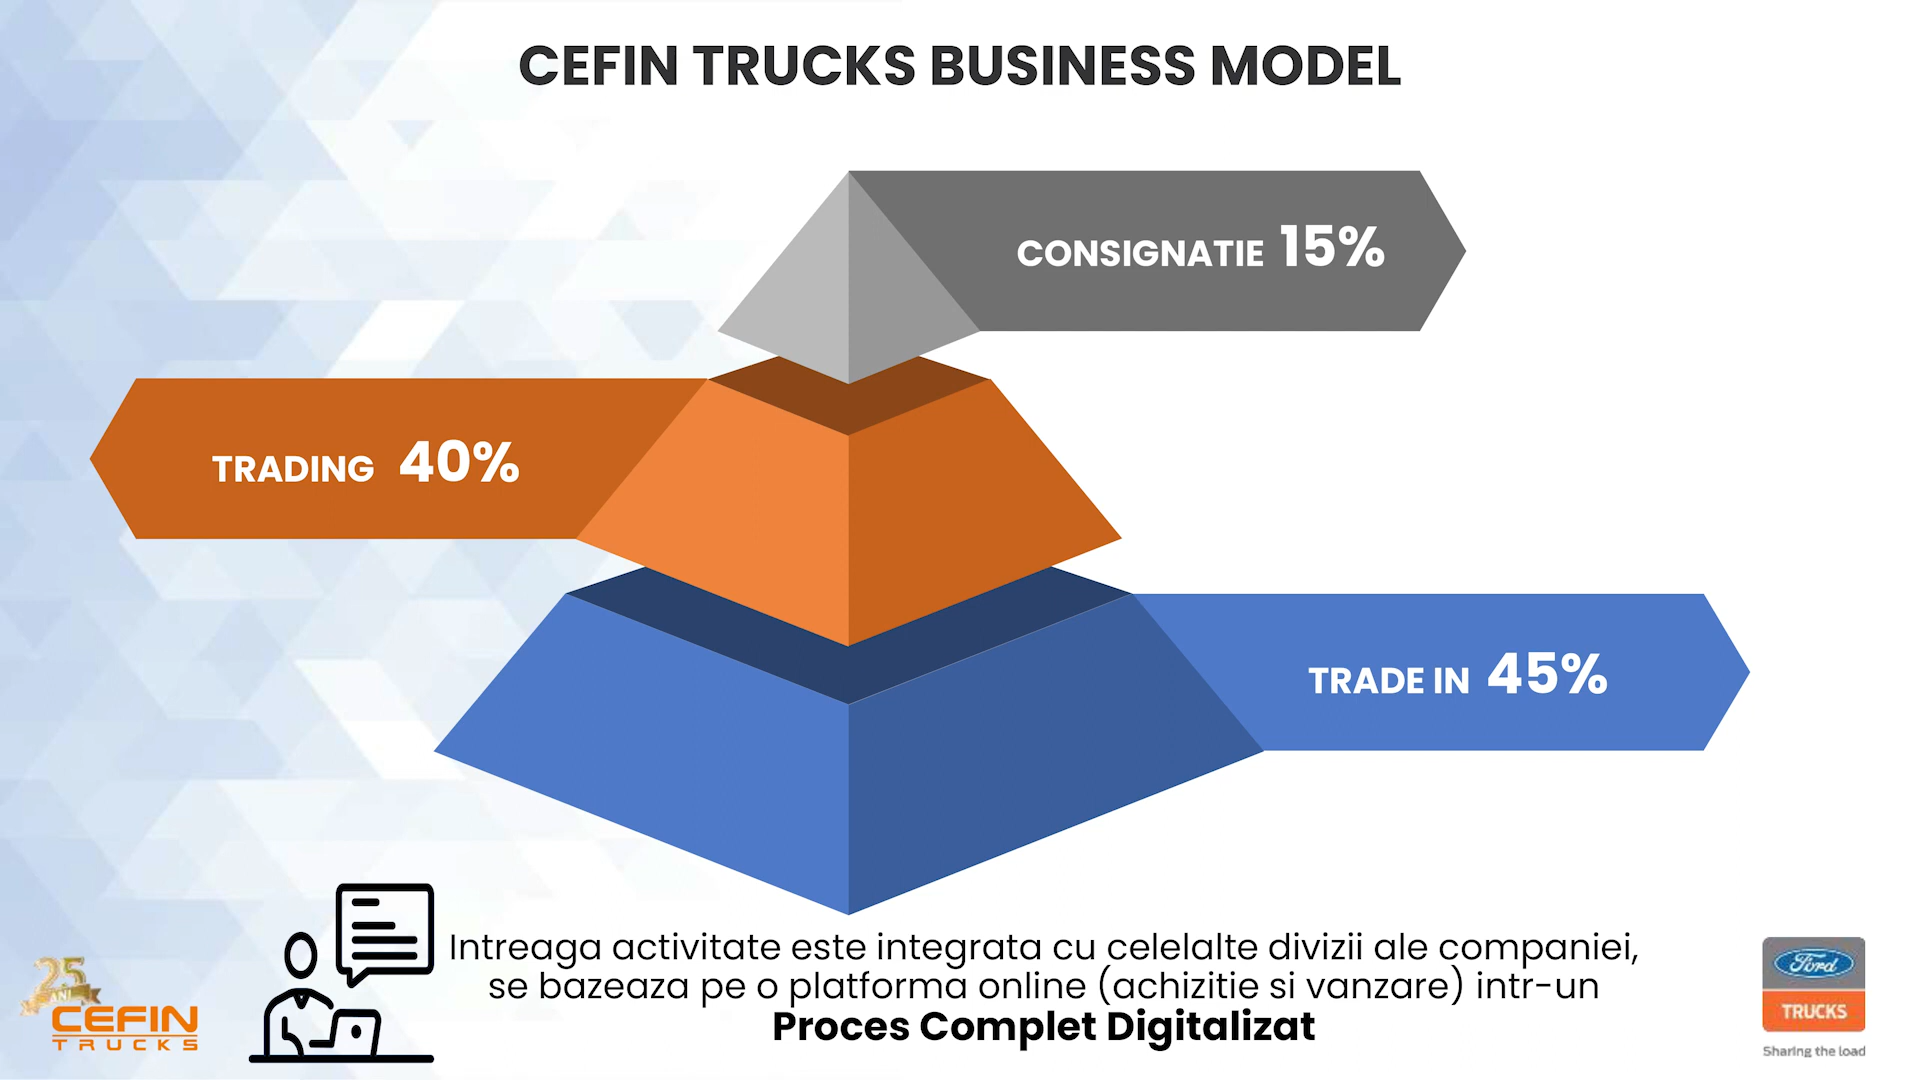 CEFIN TRUCKS BUSINESS MODEL
CONSIGNATIE 15%
TRADING 40%
TRADE IN 45%
Intreaga activitate este integrata cu celelalte divizii ale companiei,
se bazeaza pe o platforma online (achizitie si vanzare) intr-un
Proces Complet Digitalizat
25
ANI
CEFIN
TRUCKS
Ford
TRUCKS
Sharing the load